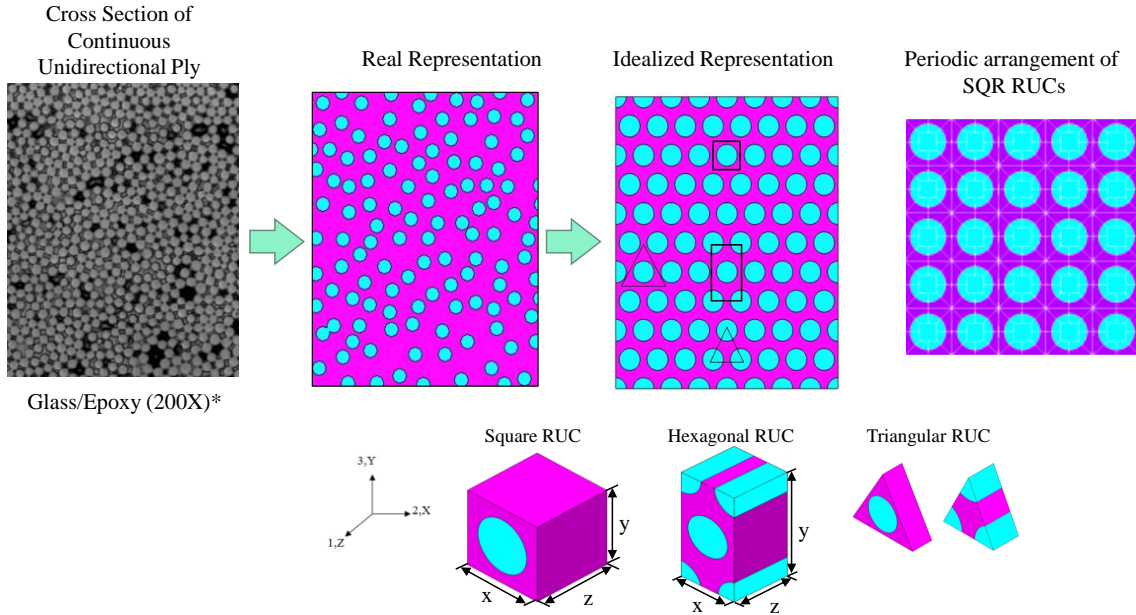 Cross Section of
Continuous
Unidirectional Ply
Real Representation
Idealized Representation
Periodic arrangement of
SQR RUCs
Glass/Epoxy (200X)*
Square RUC
Hexagonal RUC
Triangular RUC
3,Y
2,X
1,Z
y
x
z
y
x
z